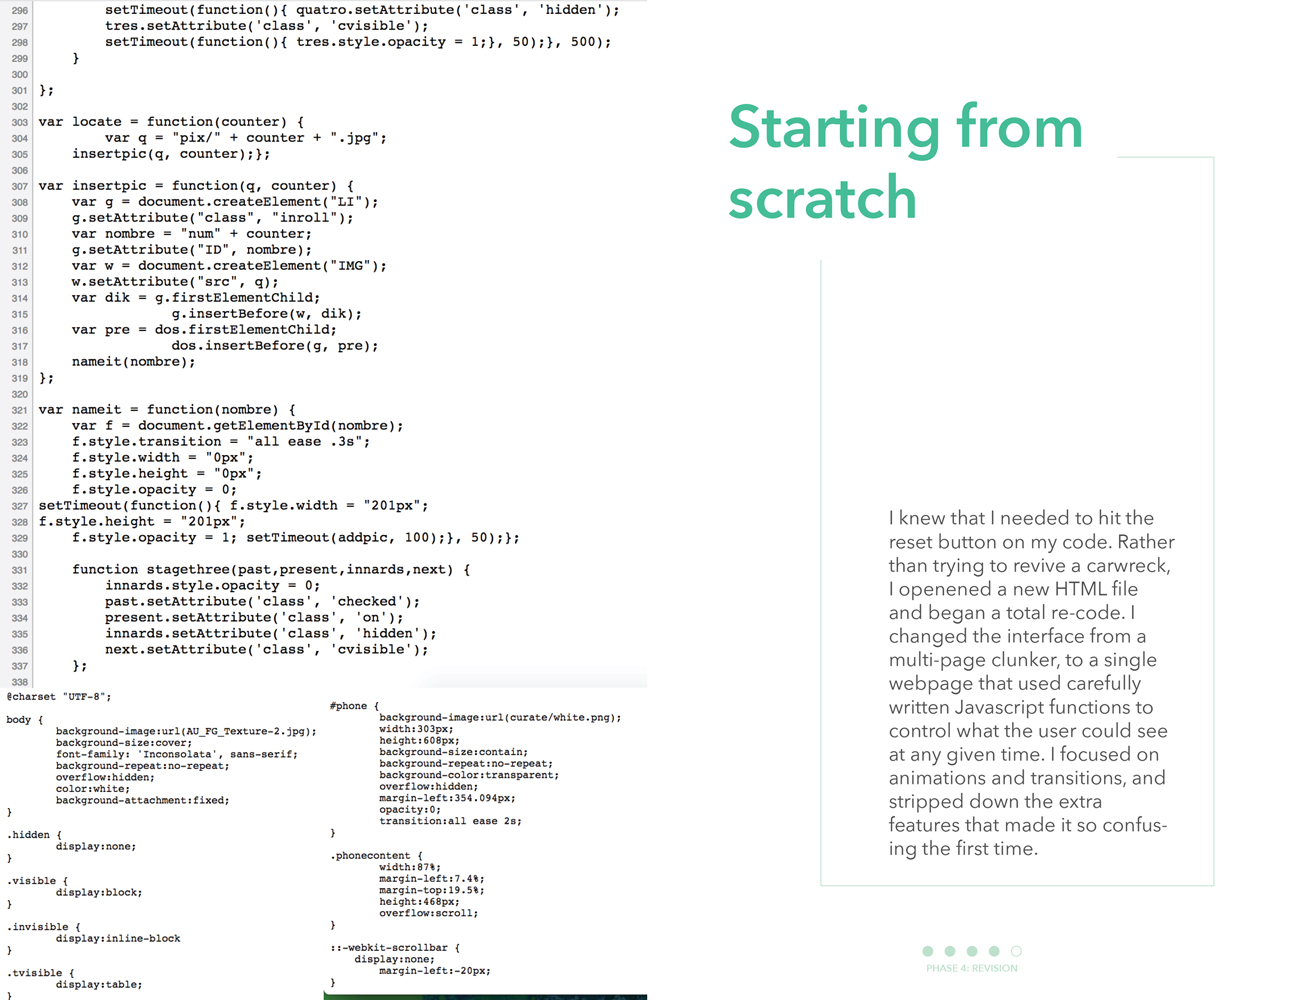 296 setTimeout(function(){ quatro.setAttribute('class', 'hidden');
297 tres.setAttribute('class', 'cvisible');
298 setTimeout(function(){ tres.style.opacity = 1;}, 50);}, 500);
299 }
300
301 };
302
303 var locate = function(counter) {
304 var q = "pix/" + counter + ".jpg";
305 insertpic(q, counter);};
306
307 var insertpic = function(q, counter) {
308 var g = document.createElement("LI");
309 g.setAttribute("class", "inroll");
310 var nombre = "num" + counter;
311 g.setAttribute("ID", nombre);
312 var w = document.createElement("IMG");
313 w.setAttribute("src", q);
314 var dik = g.firstElementChild;
315 g.insertBefore(w, dik);
316 var pre = dos.firstElementChild;
317 dos.insertBefore(g, pre);
318 nameit(nombre);
319 };
320
321 var nameit = function(nombre) {
322 var f = document.getElementById(nombre);
323 f.style.transition = "all ease .3s";
324 f.style.width = "0px";
325 f.style.height = "0px";
326 f.style.opacity = 0;
327 setTimeout(function(){ f.style.width = "201px";
328 f.style.height = "201px";
329 f.style.opacity = 1; setTimeout(addpic, 100);}, 50);};
330
331 function stagethree(past,present,innards,next) {
332 innards.style.opacity = 0;
333 past.setAttribute('class', 'checked');
334 present.setAttribute('class', 'on');
335 innards.setAttribute('class', 'hidden');
336 next.setAttribute('class', 'cvisible');
337 };
338
@charset "UTF-8";
body {
background-image:url(AU_FG_Texture-2.jpg);
background-size:cover;
font-family: 'Inconsolata', sans-serif;
background-repeat:no-repeat;
overflow:hidden;
color:white;
background-attachment:fixed;
}
.hidden {
display:none;
}
.visible {
display:block;
}
.invisible {
display:inline-block
}
.tvisible {
display:table;
}
#phone {
background-image:url(curate/white.png);
width:303px;
height:608px;
background-size:contain;
background-repeat:no-repeat;
background-color:transparent;
overflow:hidden;
margin-left:354.094px;
opacity:0;
transition:all ease 2s;
}
.phonecontent {
width:87%;
margin-left:7.4%;
margin-top:19.5%;
height:468px;
overflow:scroll;
}
::-webkit-scrollbar {
display:none;
margin-left:-20px;
}
Starting from
scratch
I knew that I needed to hit the
reset button on my code. Rather
than trying to revive a carwreck,
I openened a new HTML file
and began a total re-code. I
changed the interface from a
multi-page clunker, to a single
webpage that used carefully
written Javascript functions to
control what the user could see
at any given time. I focused on
animations and transitions, and
stripped down the extra
features that made it so confus-
ing the first time.
PHASE 4: REVISION